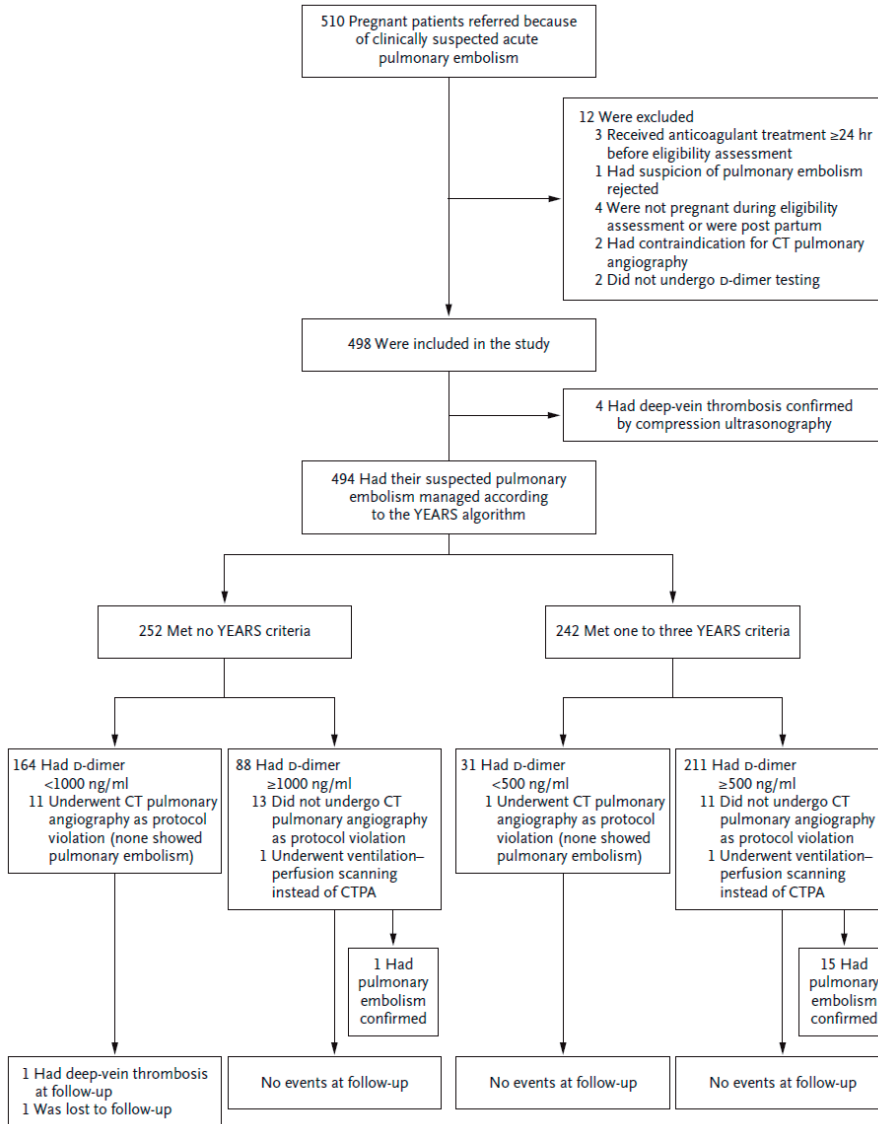 510 Pregnant patients referred because
of clinically suspected acute
pulmonary embolism
12 Were excluded
3 Received anticoagulant treatment ≥24 hr
before eligibility assessment
1 Had suspicion of pulmonary embolism
rejected
4 Were not pregnant during eligibility
assessment or were post partum
2 Had contraindication for CT pulmonary
angiography
2 Did not undergo D-dimer testing
498 Were included in the study
4 Had deep-vein thrombosis confirmed
by compression ultrasonography
494 Had their suspected pulmonary
embolism managed according
to the YEARS algorithm
252 Met no YEARS criteria
242 Met one to three YEARS criteria
164 Had D-dimer
<1000 ng/ml
11 Underwent CT pulmonary
angiography as protocol
violation (none showed
pulmonary embolism)
88 Had D-dimer
≥1000 ng/ml
13 Did not undergo CT
pulmonary angiography
as protocol violation
1 Underwent ventilation–
perfusion scanning
instead of CTPA
31 Had D-dimer
<500 ng/ml
1 Underwent CT pulmonary
angiography as protocol
violation (none showed
pulmonary embolism)
211 Had D-dimer
≥500 ng/ml
11 Did not undergo CT
pulmonary angiography
as protocol violation
1 Underwent ventilation–
perfusion scanning
instead of CTPA
1 Had
pulmonary
embolism
confirmed
15 Had
pulmonary
embolism
confirmed
1 Had deep-vein thrombosis
at follow-up
1 Was lost to follow-up
No events at follow-up
No events at follow-up
No events at follow-up